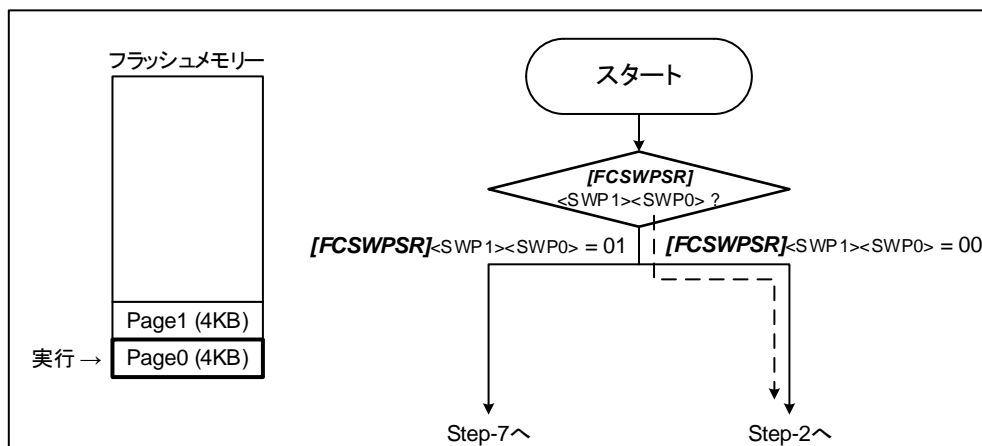 フラッシュメモリー
スタート
[FCSWPSR]
<SWP1><SWP0> ?
[FCSWPSR]<SWP1><SWP0> = 01
[FCSWPSR]<SWP1><SWP0> = 00
Page1 (4KB)
実行 → Page0 (4KB)
Step-7へ
Step-2へ